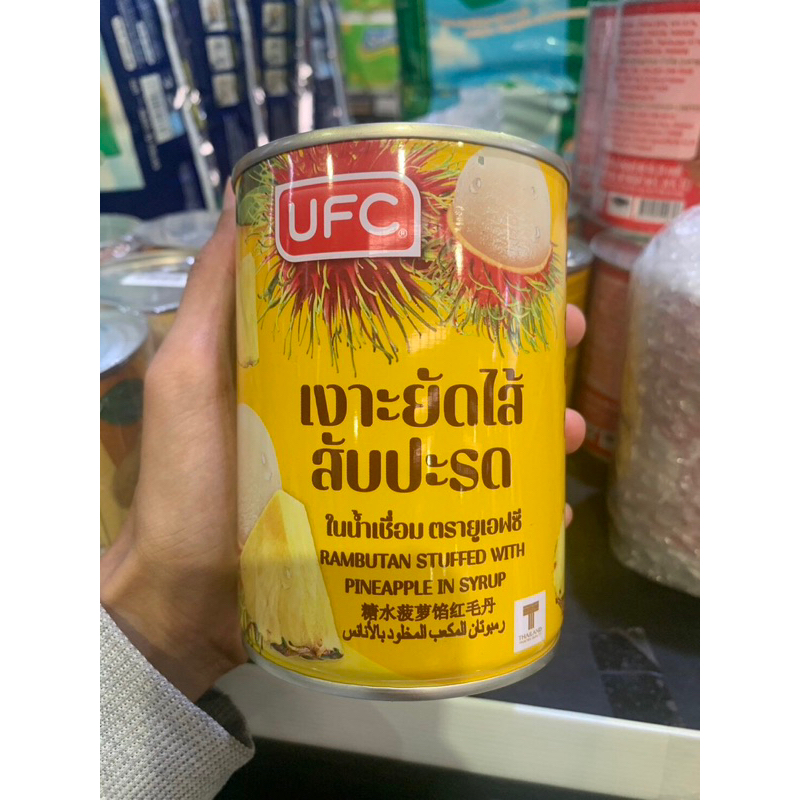 UFC®
เงาะยัดไส้
สับปะรด
ในน้ำเชื่อม ตรายูเอฟซี
RAMBUTAN STUFFED WITH
PINEAPPLE IN SYRUP
糖水菠萝馅红毛丹
رمبوتان المكعب المخلود بالأناناس
T
THAILAND